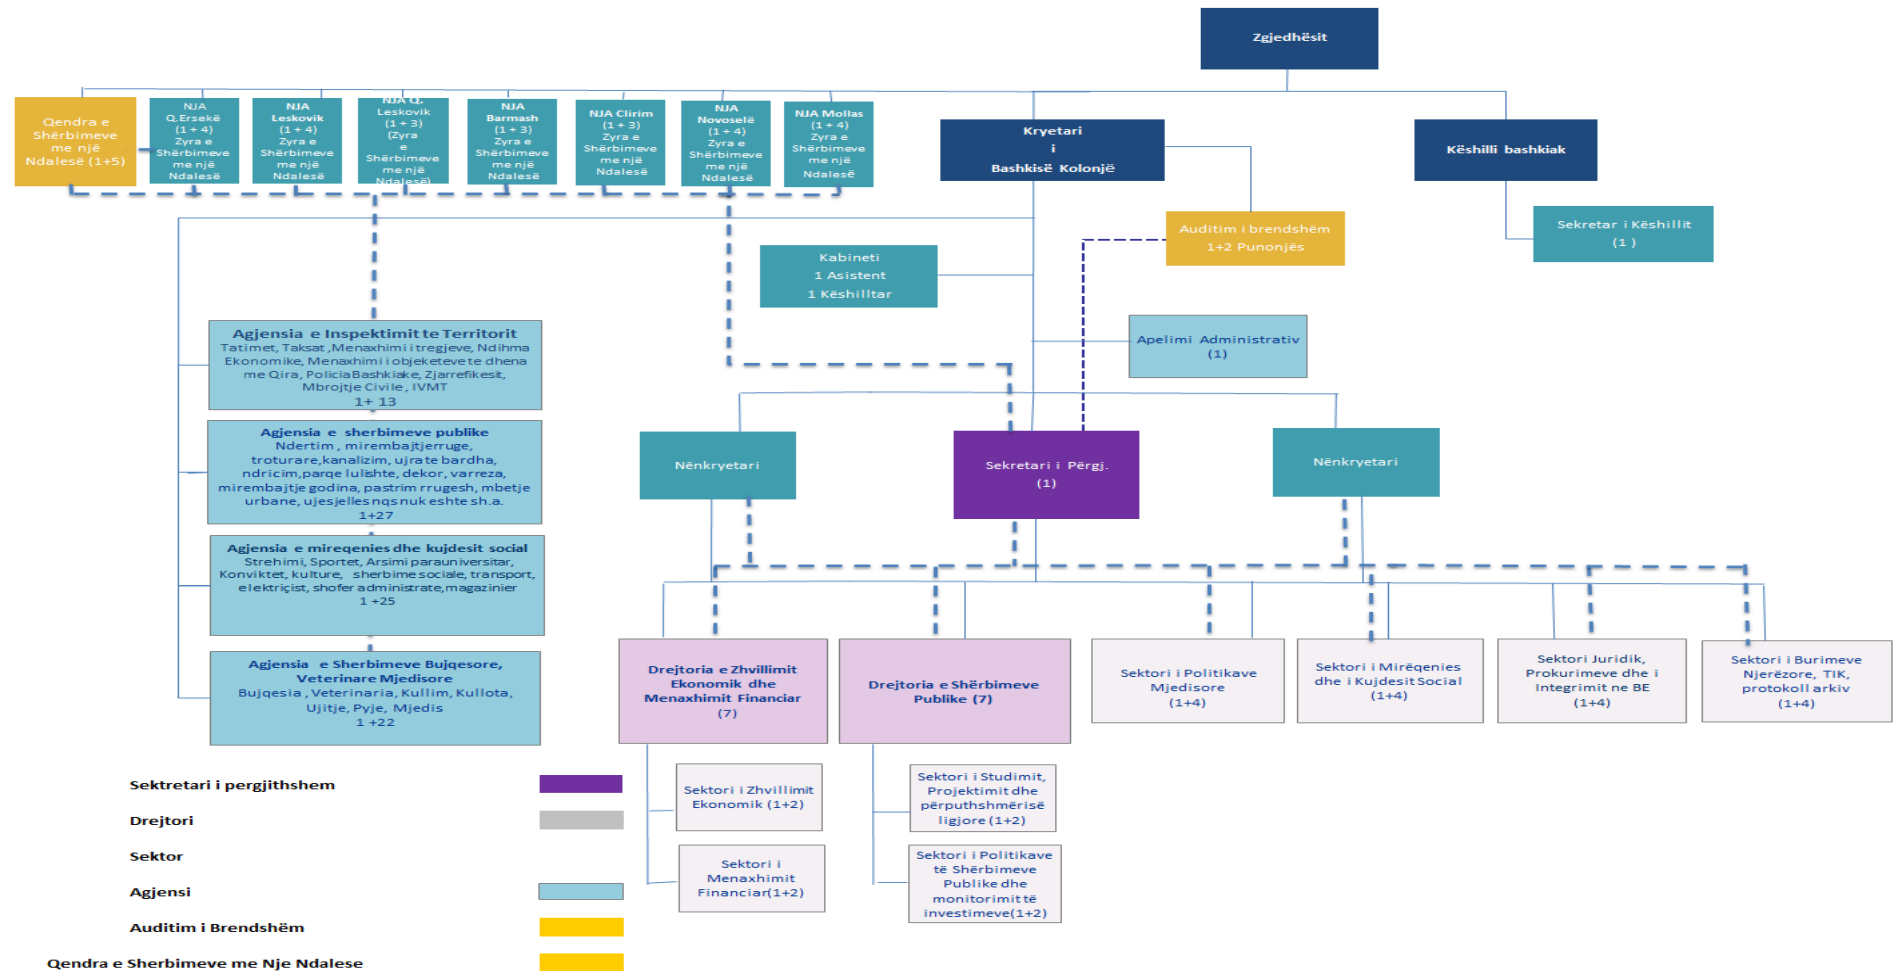 Zgjedhësit
Qendra e
Shërbimeve
me një
Ndalesë (1+5)
NJA
Q.Ersekë
(1 + 4)
Zyra e
Shërbimeve
me një
Ndalesë
NJA
Leskovik
(1 + 4)
Zyra e
Shërbimeve
me një
Ndalesë
NJA Q.
Leskovik
(1 + 3)
(Zyra
e
Shërbimeve
me një
Ndalesë)
NJA
Barmash
(1 + 3)
Zyra e
Shërbimeve
me një
Ndalesë
NJA Clirim
(1 + 3)
Zyra e
Shërbimeve
me një
Ndalesë
NJA
Novoselë
(1 + 4)
Zyra e
Shërbimeve
me një
Ndalesë
NJA Mollas
(1 + 4)
Zyra e
Shërbimeve
me një
Ndalesë
Kryetari
i
Bashkisë Kolonjë
Këshilli bashkiak
Auditim i brendshëm
1+2 Punonjës
Sekretar i Këshillit
(1 )
Kabineti
1 Asistent
1 Këshilltar
Apelimi Administrativ
(1)
Agjensia e Inspektimit te Territorit
Tatimet, Taksat ,Menaxhimi i tregjeve, Ndihma
Ekonomike, Menaxhimi i objekteve te dhena
me Qira, Policia Bashkiake, Zjarrefikesit,
Mbrojtje Civile , IVMT
1+ 13
Agjensia e sherbimeve publike
Ndertim , mirembajtjerruge,
troturare,kanalizim, ujra te bardha,
ndricim,parqe lulishte, dekor, varreza,
mirembajtje godina, pastrim rrugesh, mbetje
urbane, ujesjelles nqs nuk eshte sh.a.
1+27
Agjensia e mireqenies dhe kujdesit social
Strehimi, Sportet, Arsimi parauniversitar,
Konviktet, kulture, sherbime sociale, transport,
elektriçist, shofer administrate,magazinier
1 +25
Agjensia e Sherbimeve Bujqesore,
Veterinare Mjedisore
Bujqesia , Veterinaria, Kullim, Kullota,
Ujitje, Pyje, Mjedis
1 +22
Nënkryetari
Sekretari i Përgj.
(1)
Nënkryetari
Drejtoria e Zhvillimit
Ekonomik dhe
Menaxhimit Financiar
(7)
Drejtoria e Shërbimeve
Publike (7)
Sektori i Politikave
Mjedisore
(1+4)
Sektori i Mirëqenies
dhe i Kujdesit Social
(1+4)
Sektori Juridik,
Prokurimeve dhe i
Integrimit ne BE
(1+4)
Sektori i Burimeve
Njerëzore, TIK,
protokoll arkiv
(1+4)
Sektori i Zhvillimit
Ekonomik (1+2)
Sektori i
Menaxhimit
Financiar(1+2)
Sektori i Studimit,
Projektimit dhe
përputhshmërisë
ligjore (1+2)
Sektori i Politikave
të Shërbimeve
Publike dhe
monitorimit të
investimeve(1+2)
Sektretari i pergjithshem
Drejtori
Sektor
Agjensi
Auditim i Brendshëm
Qendra e Sherbimeve me Nje Ndalese